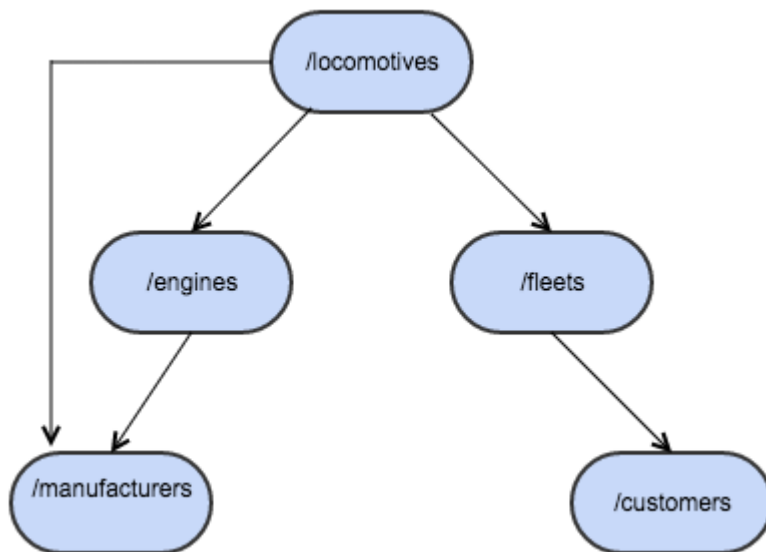 /locomotives
/engines
/fleets
/manufacturers
/customers